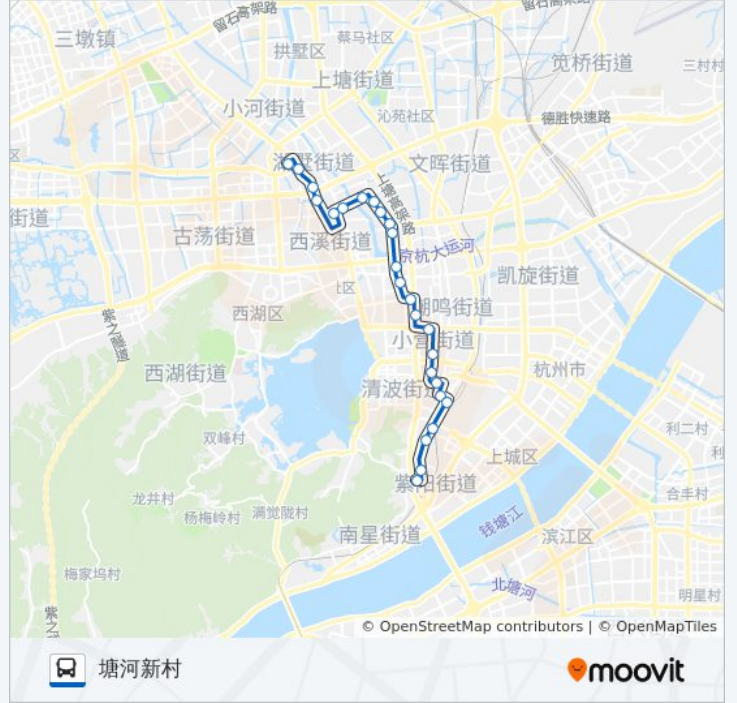 留石高架路
留石高架路
三墩镇
蔡马社区
拱墅区
笕桥街道
三村村
上塘街道
小河街道
沁苑社区
德胜快速路
区
湖墅街道
文晖街道
上塘高架路
街道
古荡街道
西溪街道
京杭大运河
凯旋街道
社区
潮鸣街道
西湖区
紫之隧道
小营街道
西湖街道
杭州市
清波街道
利二村
双峰村
利
上城区
紫阳街道
龙井村
合丰村
杨梅岭村
满觉陇村
钱塘江
南星街道
滨江区
梅家坞村
北塘河
明星村
紫之
© OpenStreetMap contributors | © OpenMapTiles
塘河新村
moovit